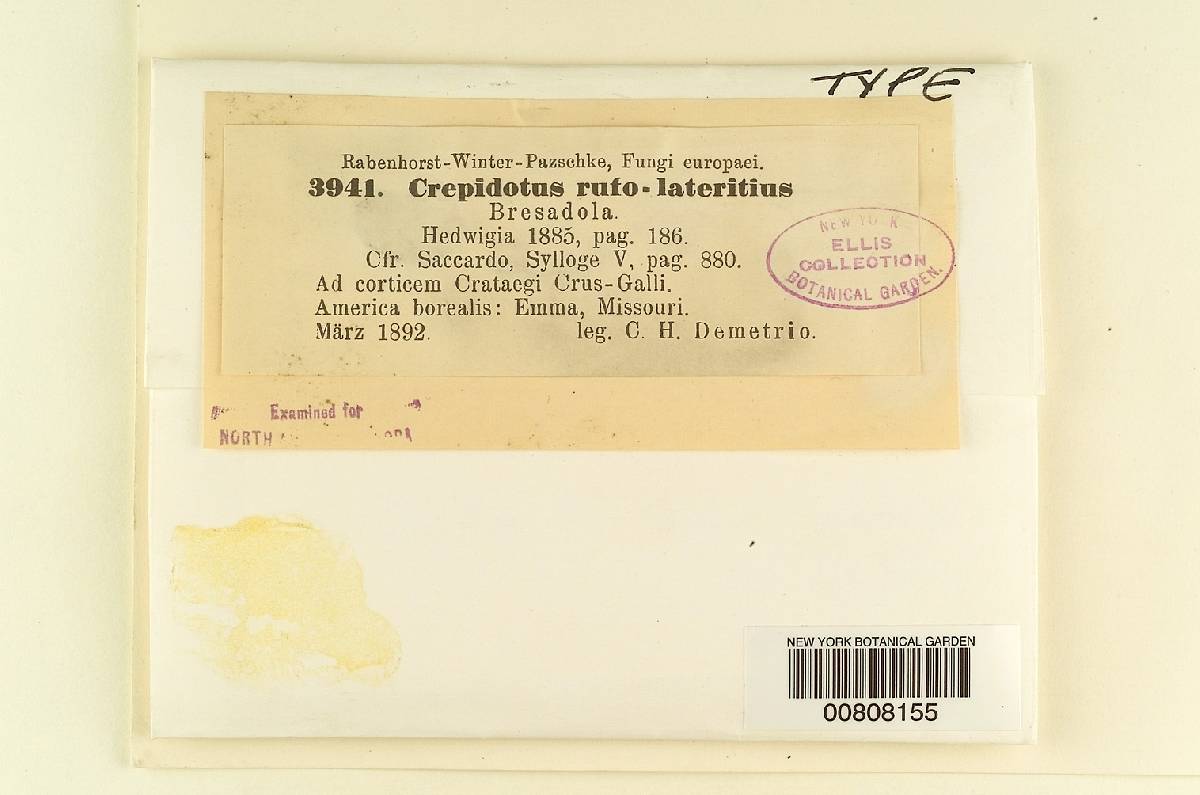 TYPE
Rabenhorst-Winter-Pazschke, Fungi europaei.
3941. Crepidotus rufo-lateritius
Bresadola.
Hedwigia 1885, pag. 186.
Cfr. Saccardo, Sylloge V, pag. 880.
Ad corticem Crataegi Crus-Galli.
America borealis: Emma, Missouri.
März 1892. leg. C. H. Demetrio.
NEW YORK
ELLIS
COLLECTION
BOTANICAL GARDEN.
Examined for
NORTH
NEW YORK BOTANICAL GARDEN
00808155